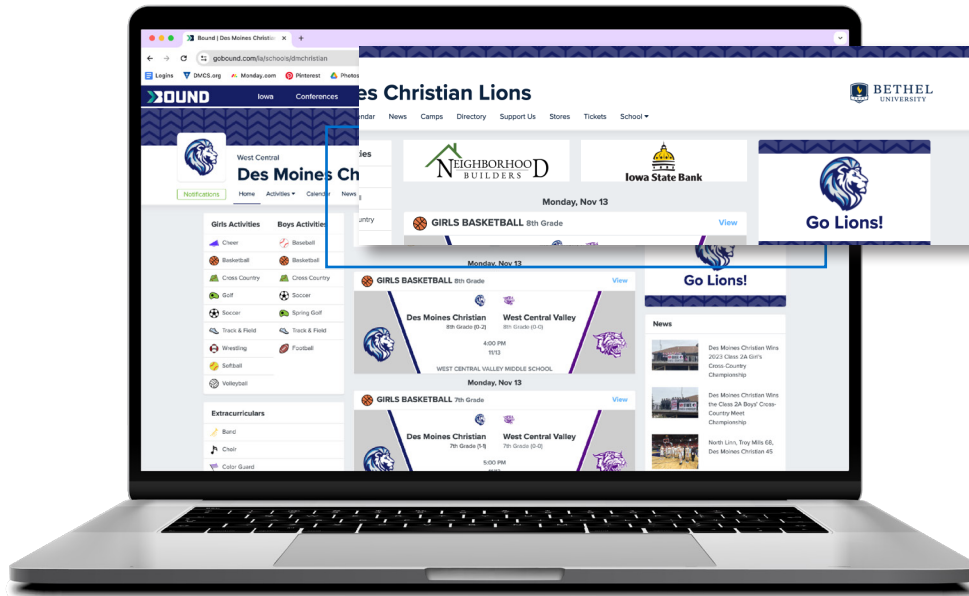 Bound | Des Moines Christian
gobound.com/ia/schools/dmchristian
Logins DMCS.org Monday.com Pinterest Photos
BOUND Iowa Conferences
West Central
Des Moines Ch
Notifications Home Activities Calendar News
es Christian Lions
BETHEL
UNIVERSITY
endar News Camps Directory Support Us Stores Tickets School
ies
NEIGHBORHOOD
BUILDERS
Iowa State Bank
Go Lions!
Monday, Nov 13
untry
GIRLS BASKETBALL 8th Grade View
Girls Activities Boys Activities
Cheer Baseball
Basketball Basketball
Cross Country Cross Country
Golf Soccer
Soccer Spring Golf
Track & Field Track & Field
Wrestling Football
Softball
Volleyball
Extracurriculars
Band
Choir
Color Guard
Monday, Nov 13
GIRLS BASKETBALL 8th Grade View
Des Moines Christian West Central Valley
8th Grade (0-2) 8th Grade (0-0)
4:00 PM
11/13
WEST CENTRAL VALLEY MIDDLE SCHOOL
Monday, Nov 13
GIRLS BASKETBALL 7th Grade View
Des Moines Christian West Central Valley
7th Grade (1-1) 7th Grade (0-0)
5:00 PM
Go Lions!
News
Des Moines Christian Wins
2023 Class 2A Girl's
Cross-Country
Championship
Des Moines Christian Wins
the Class 2A Boys' Cross-
Country Meet
Championship
North Linn, Troy Mills 68,
Des Moines Christian 45